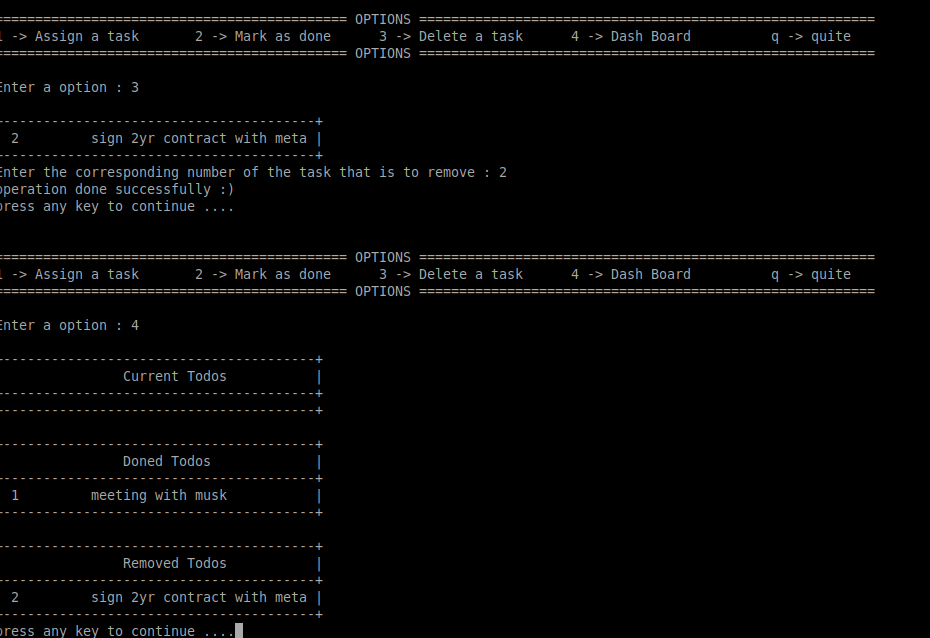 =========================================== OPTIONS =========================================================
1 -> Assign a task       2 -> Mark as done      3 -> Delete a task      4 -> Dash Board          q -> quite
=========================================== OPTIONS =========================================================
Enter a option : 3
----------------------------------------+
2         sign 2yr contract with meta |
----------------------------------------+
Enter the corresponding number of the task that is to remove : 2
operation done successfully :)
press any key to continue ....
=========================================== OPTIONS =========================================================
1 -> Assign a task       2 -> Mark as done      3 -> Delete a task      4 -> Dash Board          q -> quite
=========================================== OPTIONS =========================================================
Enter a option : 4
----------------------------------------+
Current Todos           |
----------------------------------------+
----------------------------------------+
----------------------------------------+
Doned Todos             |
----------------------------------------+
1         meeting with musk           |
----------------------------------------+
----------------------------------------+
Removed Todos           |
----------------------------------------+
2         sign 2yr contract with meta |
----------------------------------------+
press any key to continue ....